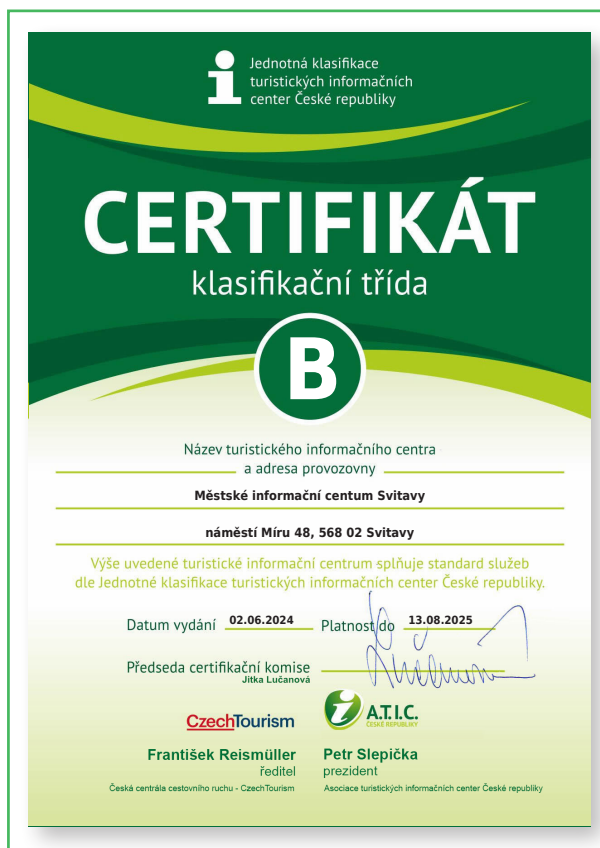 Jednotná klasifikace
turistických informačních
center České republiky
CERTIFIKÁT
klasifikační třída
B
Název turistického informačního centra
a adresa provozovny
Městské informační centum Svitavy
náměstí Míru 48, 568 02 Svitavy
Výše uvedené turistické informační centrum splňuje standard služeb
dle Jednotné klasifikace turistických informačních center České republiky.
Datum vydání 02.06.2024 Platnost do 13.08.2025
Předseda certifikační komise
Jitka Lučanová
CzechTourism
A.T.I.C.
ČESKÉ REPUBLIKY
František Reismüller
ředitel
Česká centrála cestovního ruchu - CzechTourism
Petr Slepička
prezident
Asociace turistických informačních center České republiky